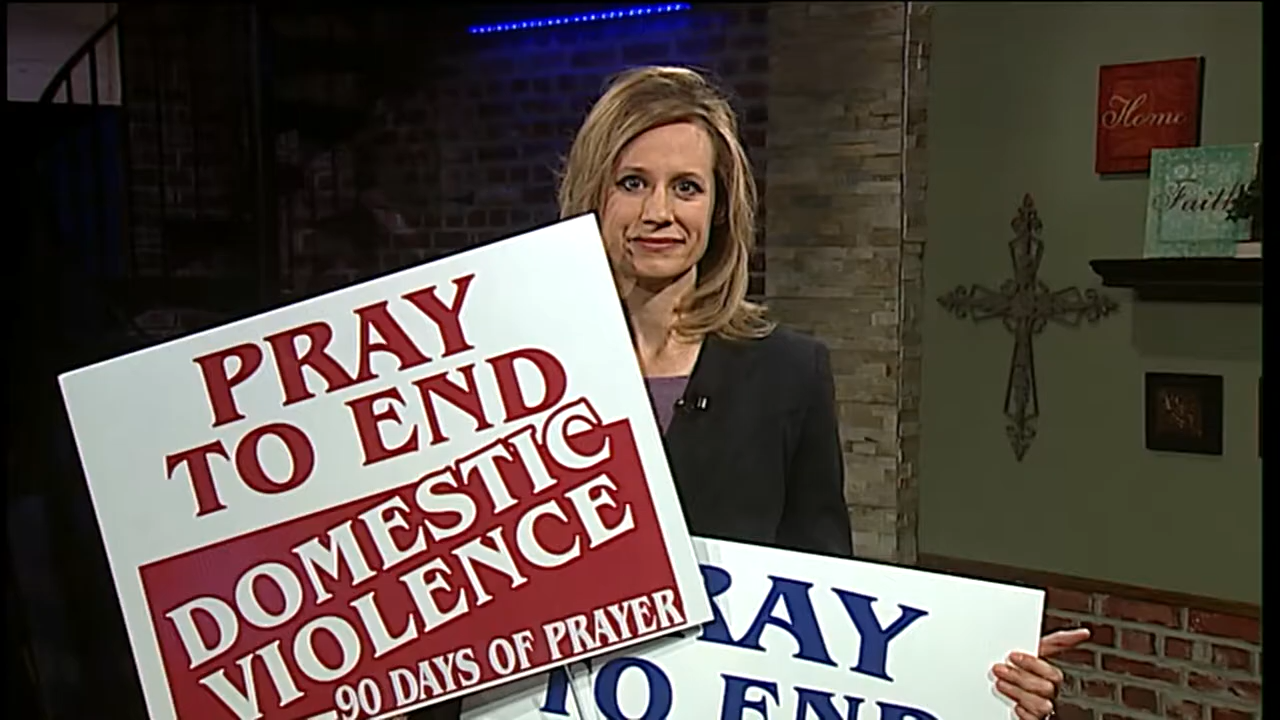 PRAY
TO END
DOMESTIC
VIOLENCE
90 DAYS OF PRAYER
RAY
TO END
Home
Faith